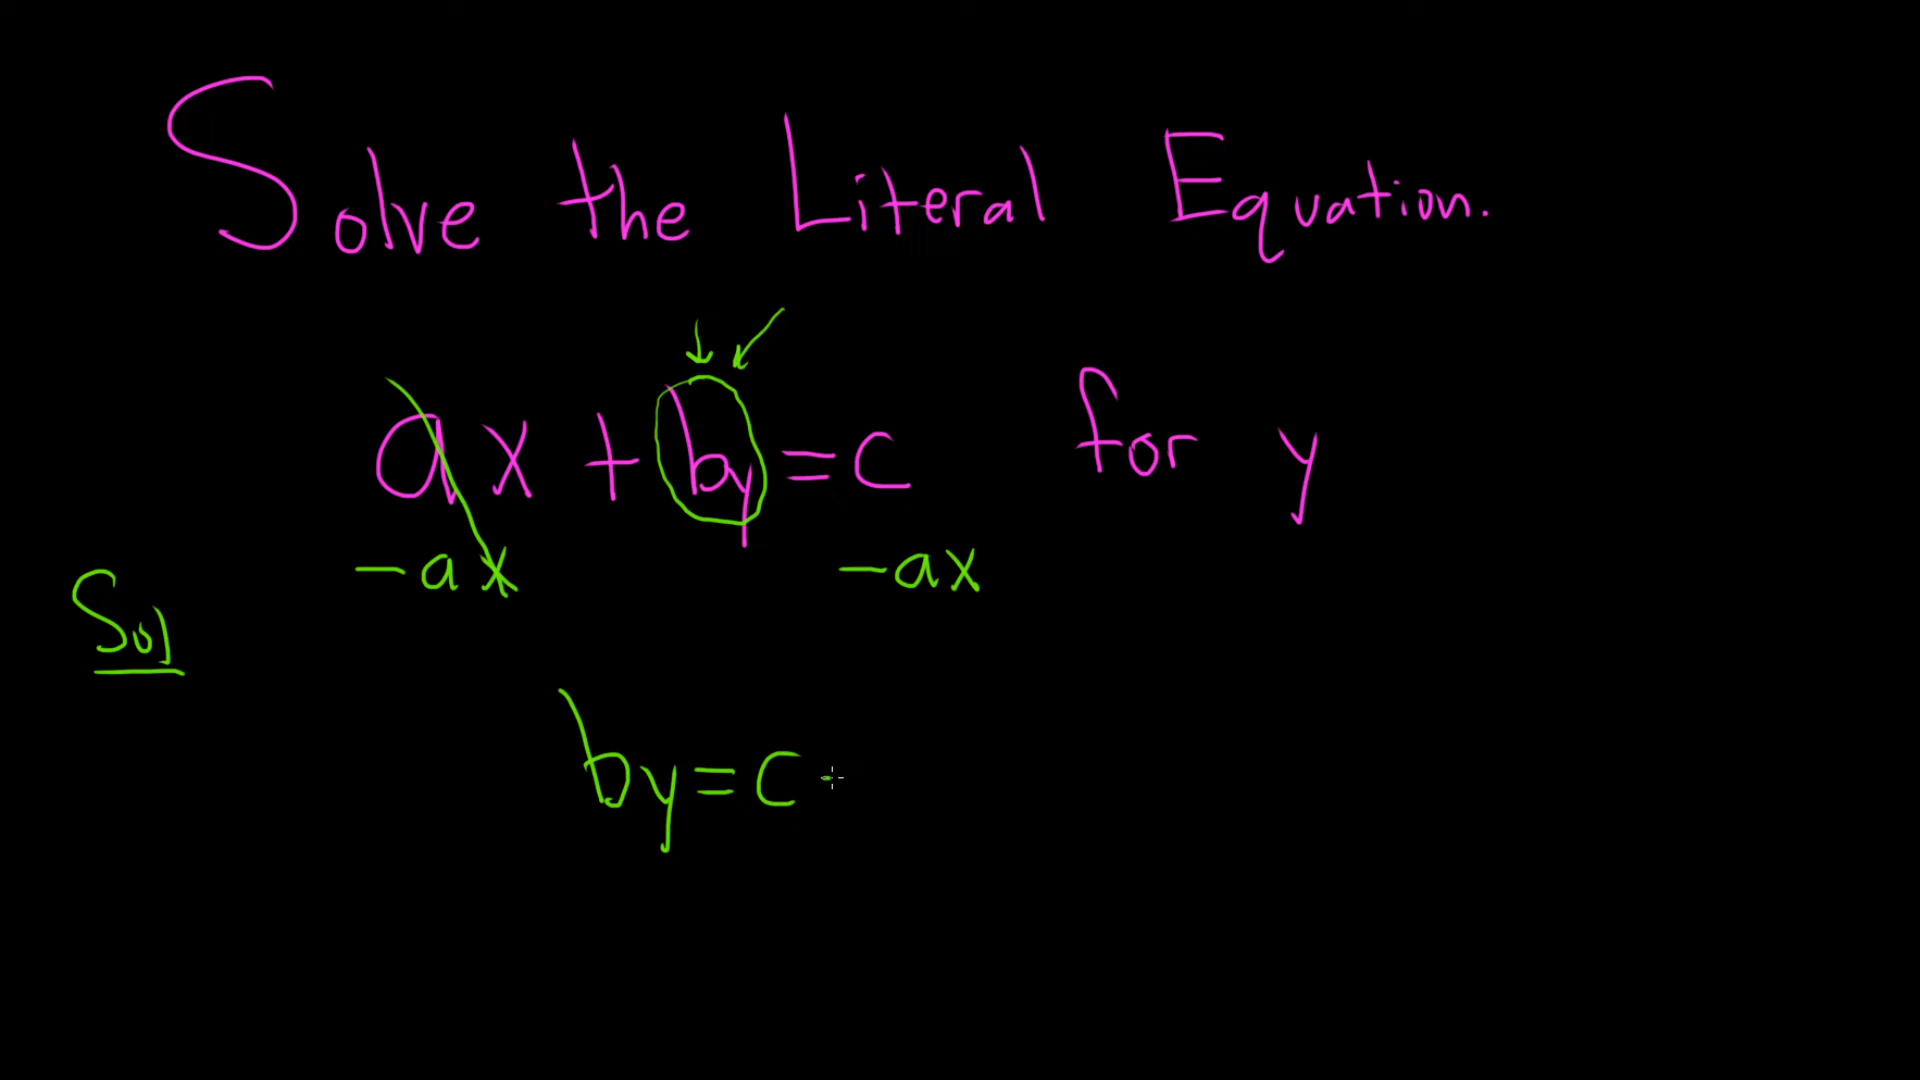 Solve the Literal Equation.
ax + by = c for y
-ax -ax
Sol
by = c -